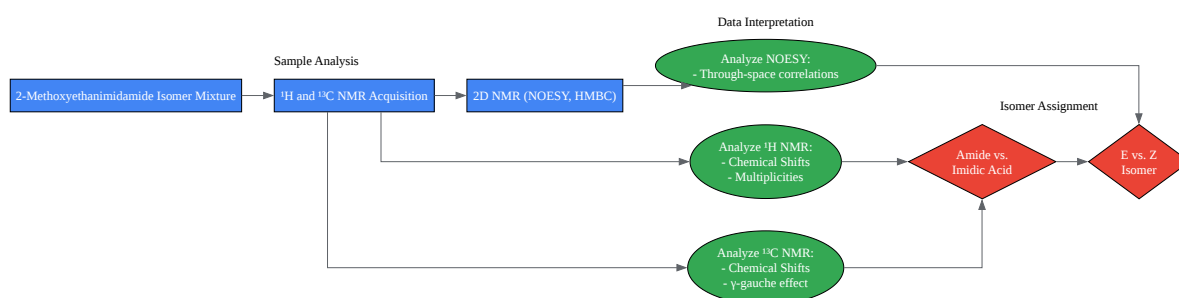 Data Interpretation
Sample Analysis
Analyze NOESY:
- Through-space correlations
2-Methoxyethanimidamide Isomer Mixture
¹H and ¹³C NMR Acquisition
2D NMR (NOESY, HMBC)
Isomer Assignment
Analyze ¹H NMR:
- Chemical Shifts
- Multiplicities
Amide vs.
Imidic Acid
E vs. Z
Isomer
Analyze ¹³C NMR:
- Chemical Shifts
- γ-gauche effect